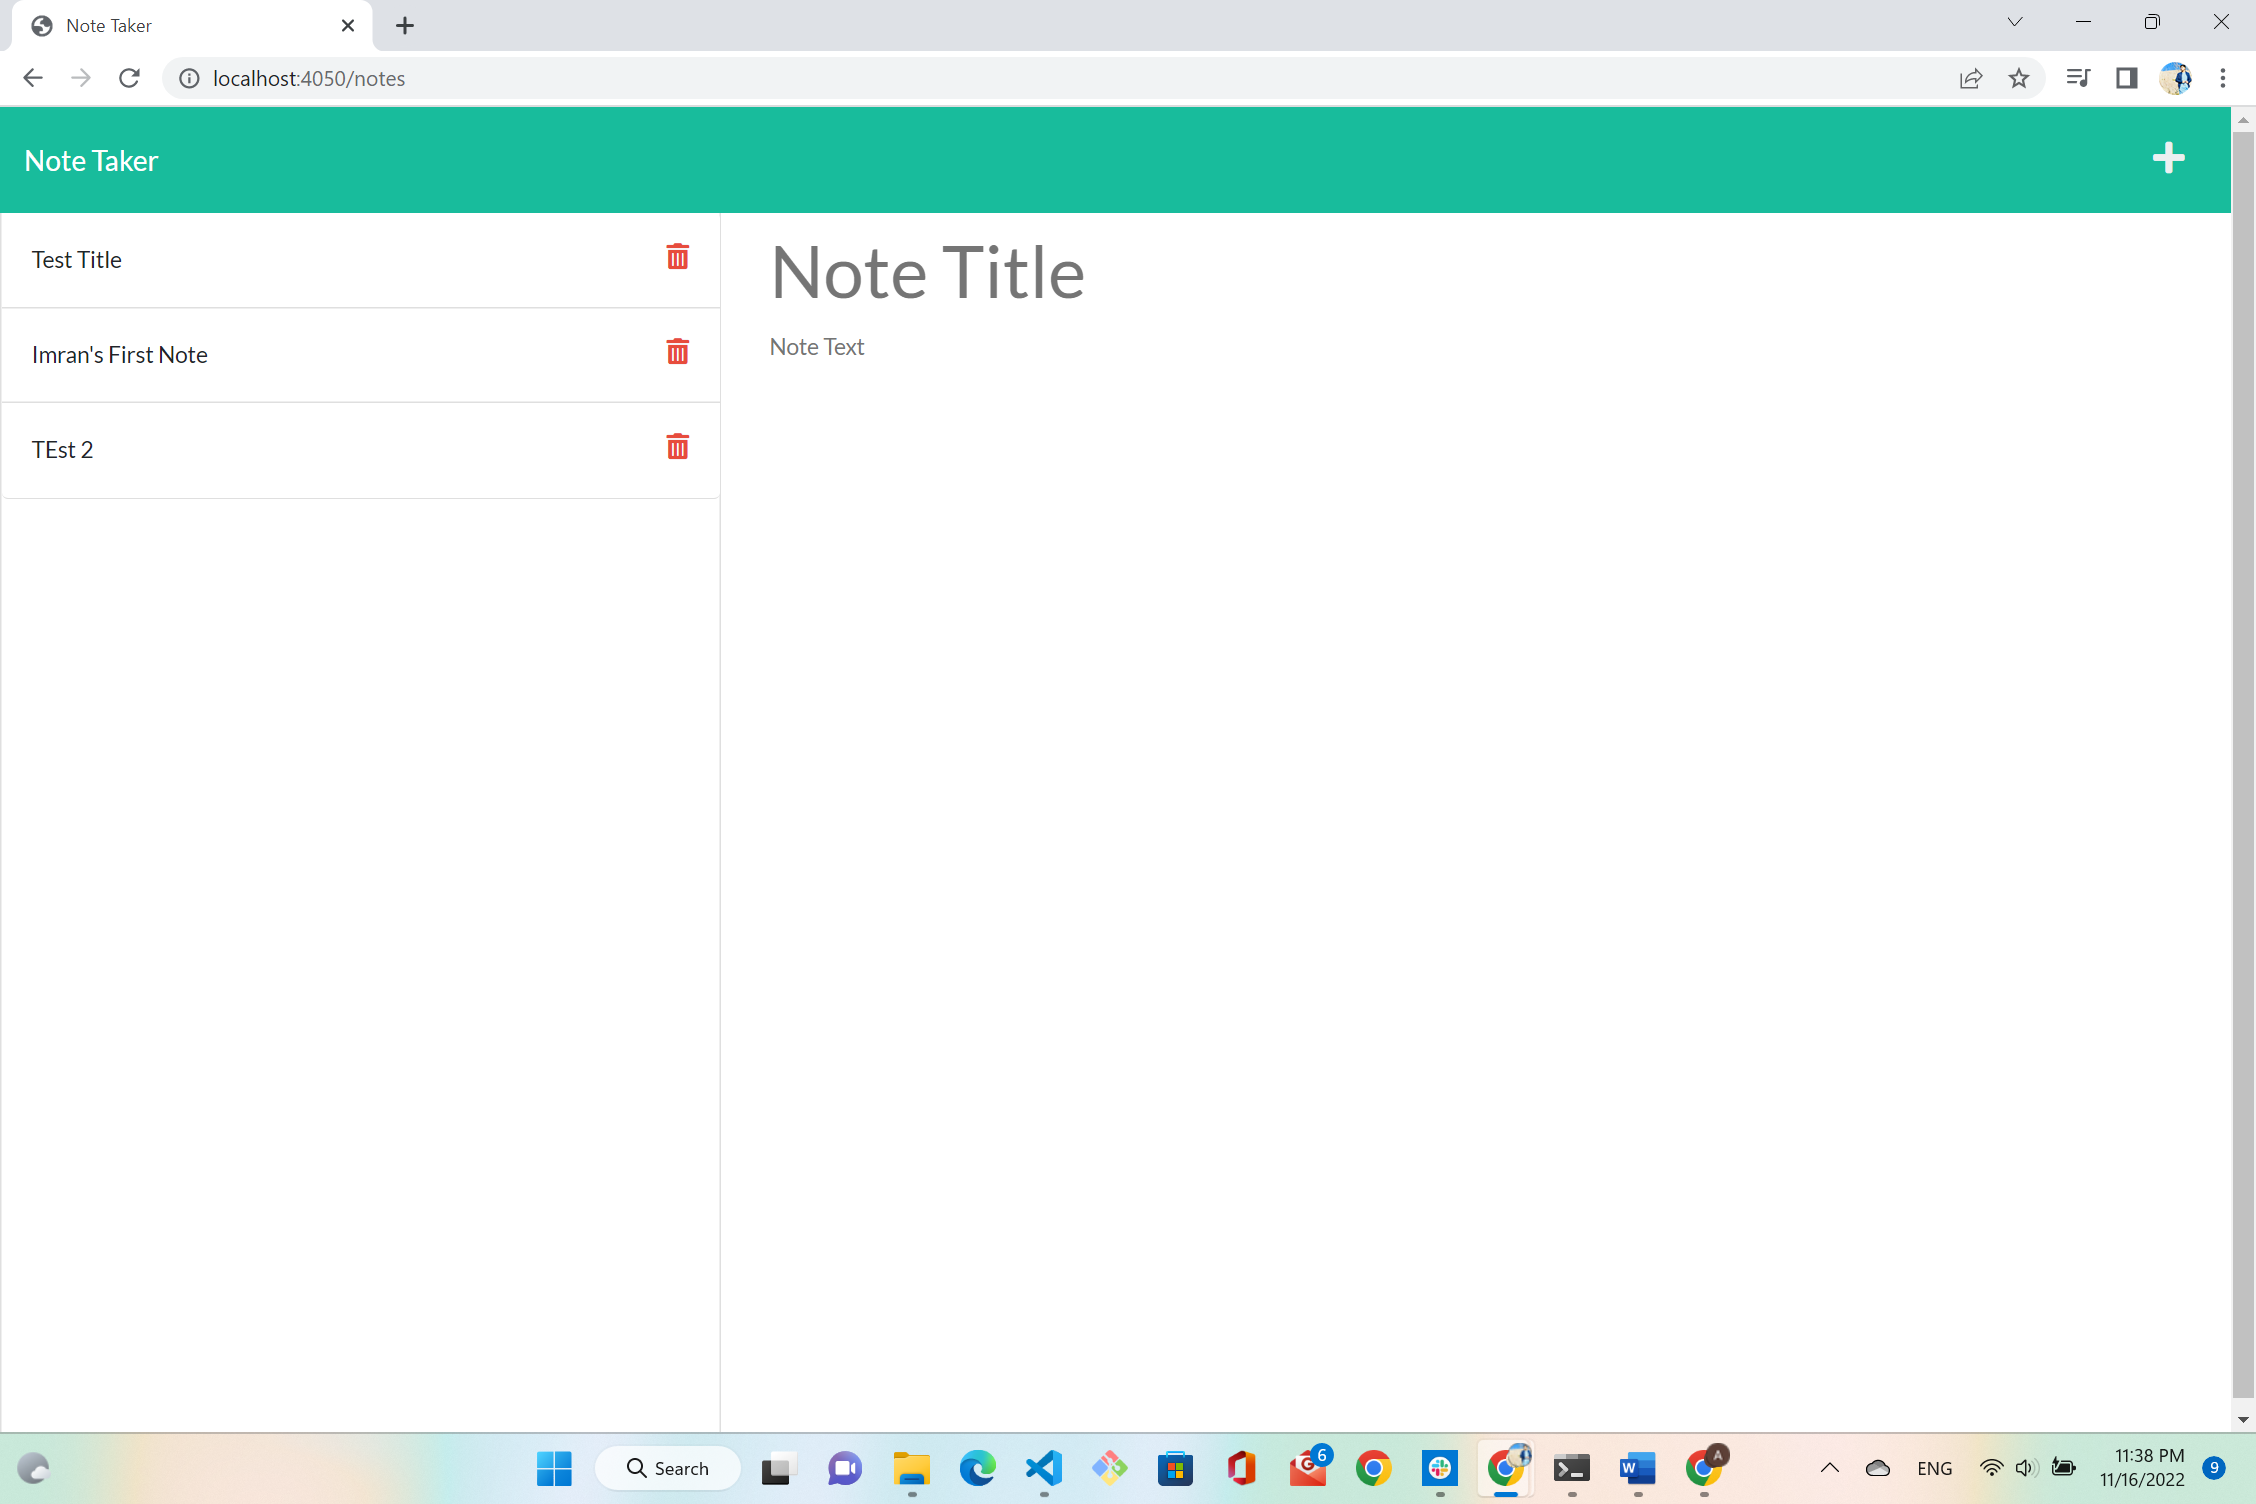 Note Taker
localhost:4050/notes
Note Taker
Test Title
Imran's First Note
TEst 2
Note Title
Note Text
Search
6
A
W
G
ENG
11:38 PM
11/16/2022
9